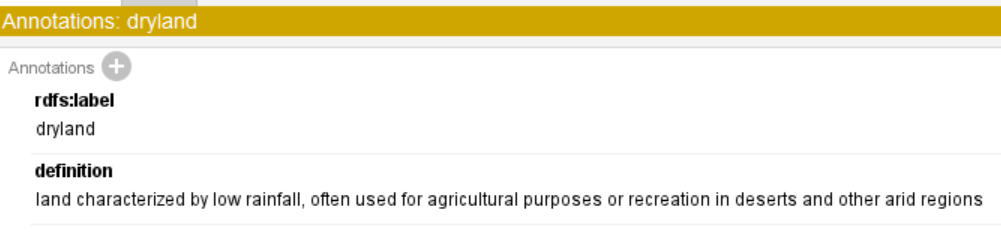 Annotations: dryland
Annotations
rdfs:label
dryland
definition
land characterized by low rainfall, often used for agricultural purposes or recreation in deserts and other arid regions